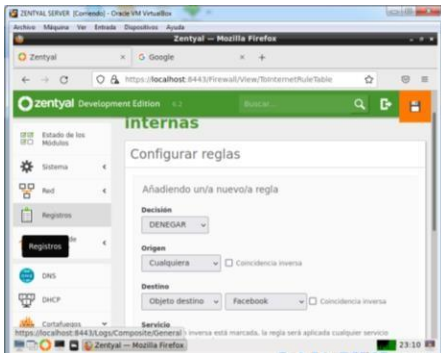 ZENTYAL SERVER [Corriendo] - Oracle VM VirtualBox
Archivo Máquina Ver Entrada Dispositivos Ayuda
Zentyal — Mozilla Firefox
Zentyal × G Google × +
https://localhost:8443/Firewall/View/ToInternetRuleTable
zentyal Development Edition 6.2 Buscar...
internas
Estado de los Módulos
Configurar reglas
Sistema
Añadiendo un/a nuevo/a regla
Red
Decisión
Registros
DENEGAR
Registros de
Origen
Cualquiera Coincidencia inversa
DNS
Destino
DHCP
Objeto destino Facebook Coincidencia inversa
Cortafuegos
Servicio
https://localhost:8443/Logs/Composite/General
inversa está marcada, la regla será aplicada cualquier servicio
Zentyal — Mozilla Firefox 23:10